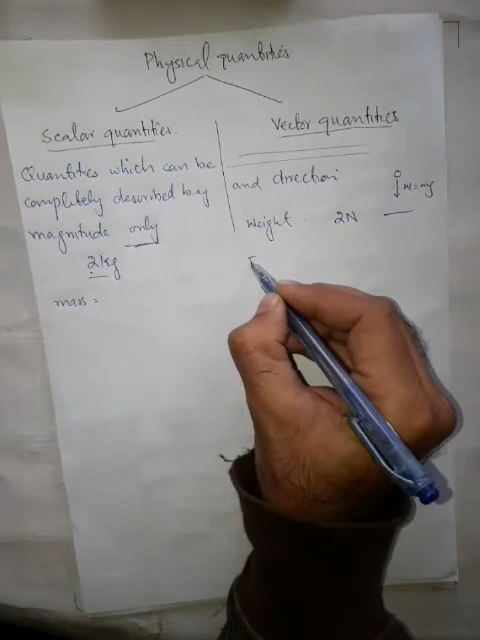 Physical quantities
Scalar quantities.
Quantities which can be
completely described by
magnitude only
2kg
mass =
Vector quantities
and direction
Weight 2N
W=mg